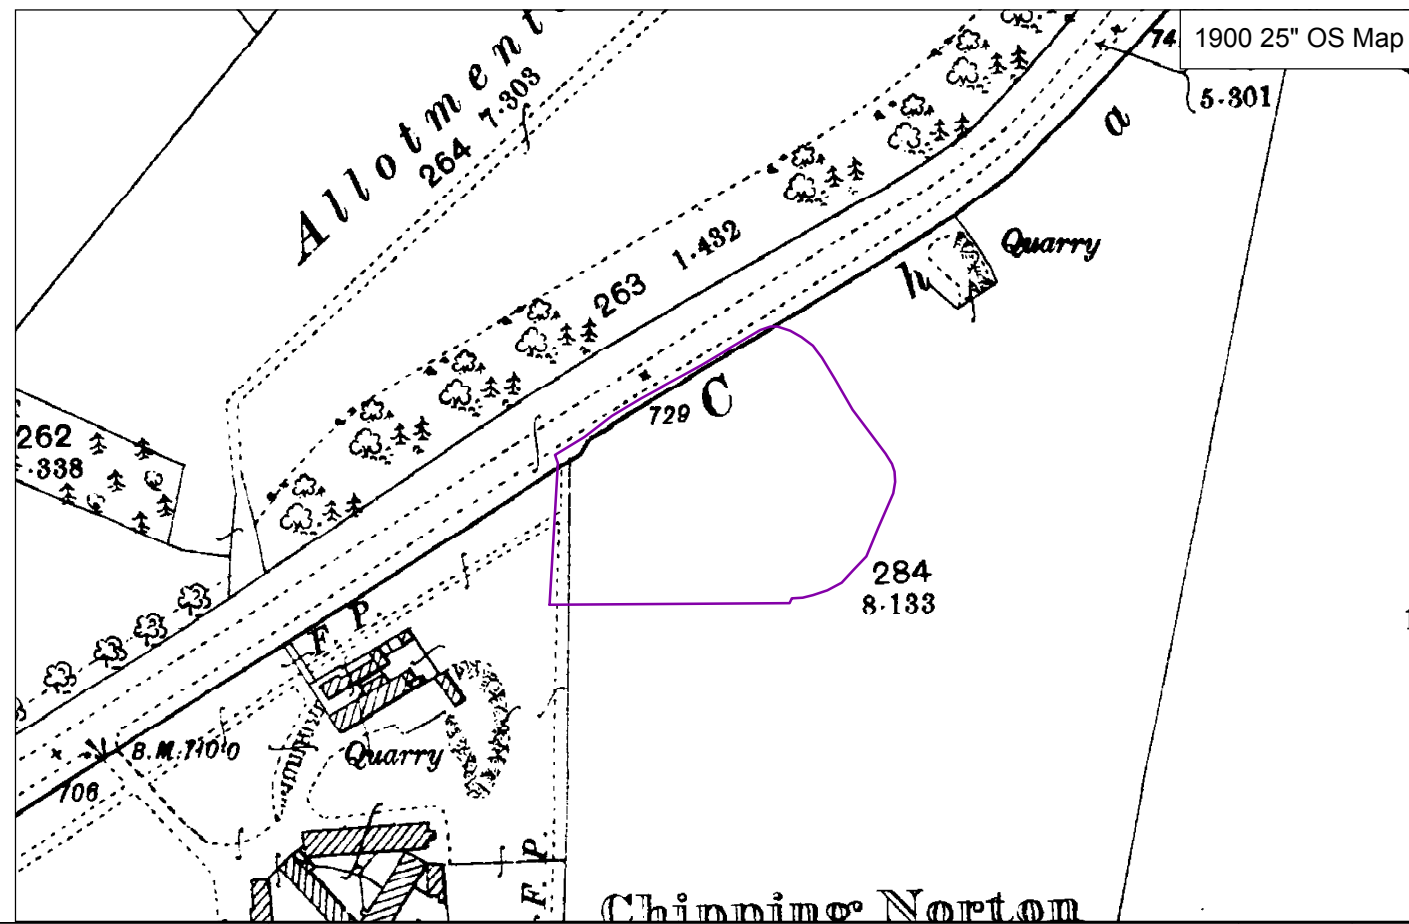 1900 25" OS Map
74
5·301
Allotment
264 7·303
a
Quarry
h
263 1·432
C
729
262
·338
284
8·133
F. P.
B.M.710·0
Quarry
706
F. P.
Chipping Norton